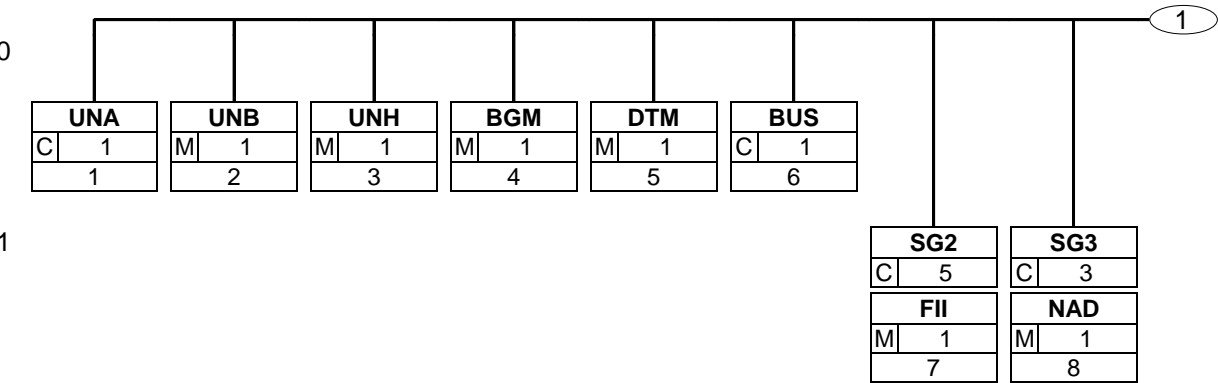 1
0
UNA UNB UNH BGM DTM BUS
C 1 M 1 M 1 M 1 M 1 C 1
1 2 3 4 5 6
1 SG2 SG3
C 5 C 3
FII NAD
M 1 M 1
7 8